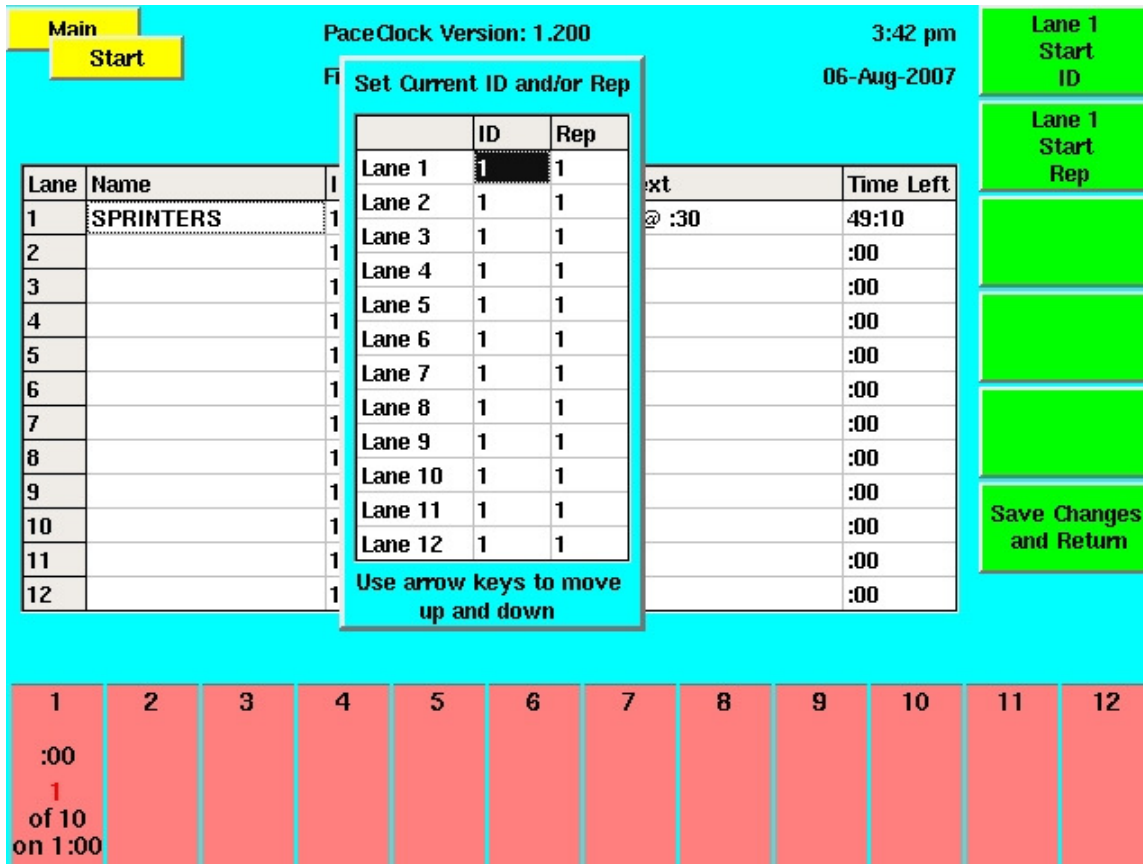 Main
Start
PaceClock Version: 1.200
3:42 pm
06-Aug-2007
Set Current ID and/or Rep
ID Rep
Lane 1 1 1
Lane 2 1 1
Lane 3 1 1
Lane 4 1 1
Lane 5 1 1
Lane 6 1 1
Lane 7 1 1
Lane 8 1 1
Lane 9 1 1
Lane 10 1 1
Lane 11 1 1
Lane 12 1 1
Use arrow keys to move
up and down
Lane Name Time Left
1 SPRINTERS 1 @ :30 49:10
2 1 :00
3 1 :00
4 1 :00
5 1 :00
6 1 :00
7 1 :00
8 1 :00
9 1 :00
10 1 :00
11 1 :00
12 1 :00
Lane 1
Start
ID
Lane 1
Start
Rep
Save Changes
and Return
1 2 3 4 5 6 7 8 9 10 11 12
:00
1
of 10
on 1:00